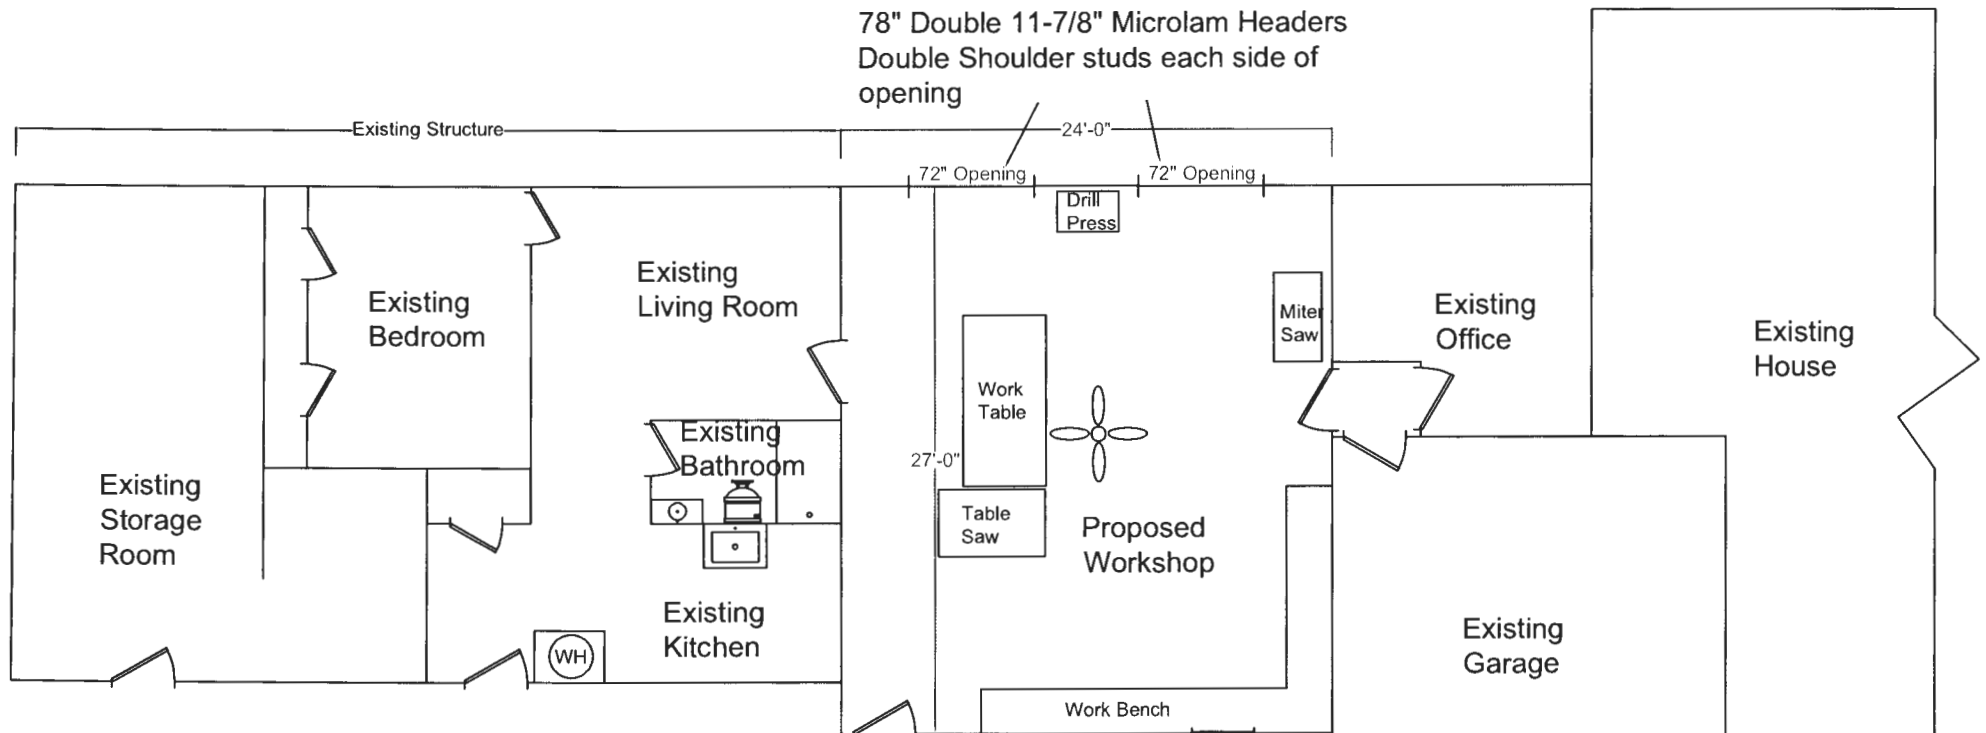 78" Double 11-7/8" Microlam Headers
Double Shoulder studs each side of
opening
Existing Structure
24'-0"
72" Opening
72" Opening
Drill
Press
Existing
Living Room
Existing
Bedroom
Miter
Saw
Existing
Office
Existing
House
Work
Table
Existing
Bathroom
27'-0"
Existing
Storage
Room
Table
Saw
Proposed
Workshop
Existing
Kitchen
WH
Existing
Garage
Work Bench